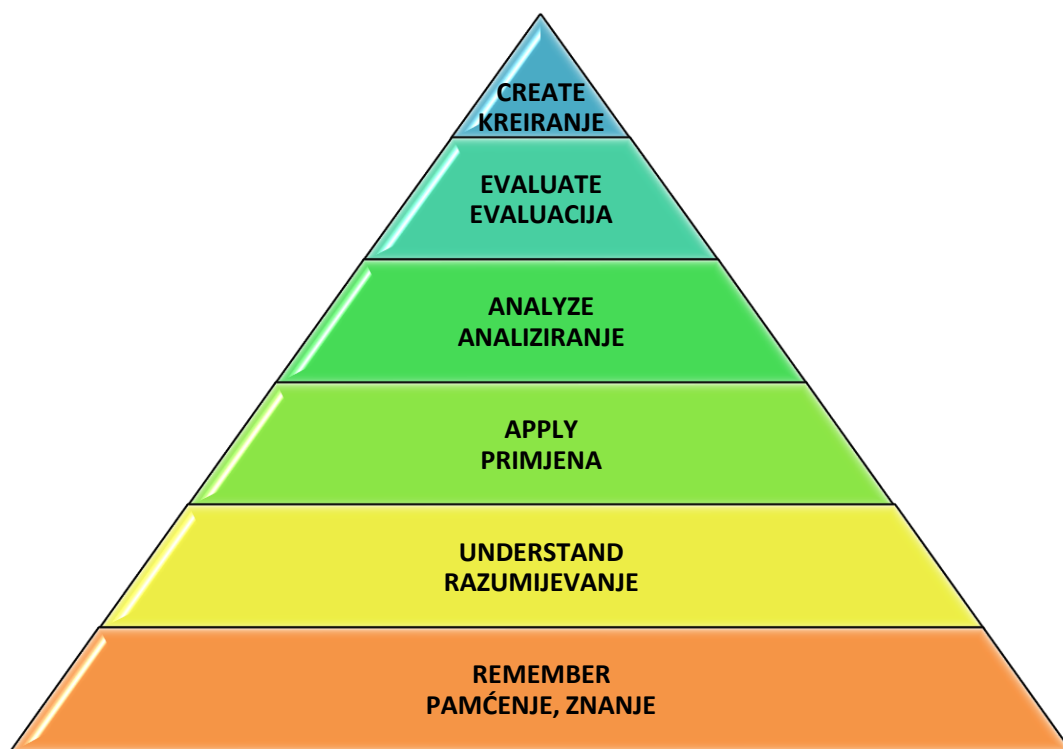 CREATE
KREIRANJE
EVALUATE
EVALUACIJA
ANALYZE
ANALIZIRANJE
APPLY
PRIMJENA
UNDERSTAND
RAZUMIJEVANJE
REMEMBER
PAMĆENJE, ZNANJE